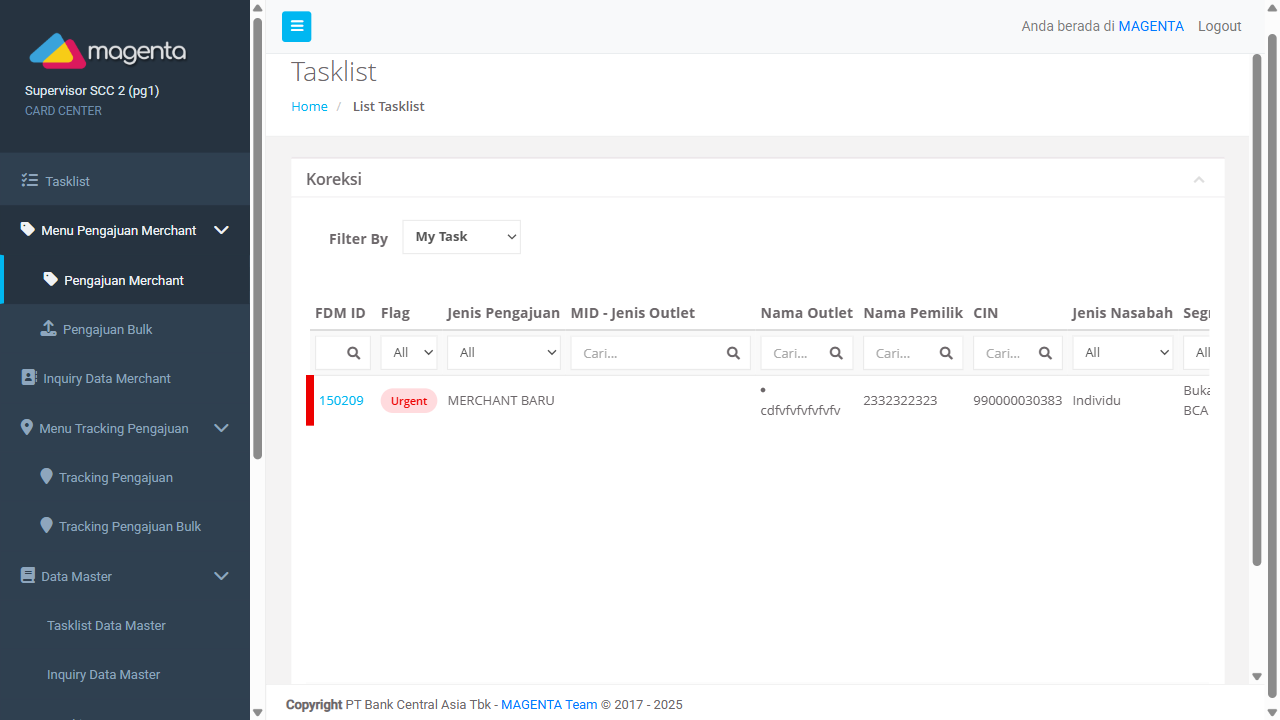 magenta
Supervisor SCC 2 (pg1)
CARD CENTER
Tasklist
Menu Pengajuan Merchant
Pengajuan Merchant
Pengajuan Bulk
Inquiry Data Merchant
Menu Tracking Pengajuan
Tracking Pengajuan
Tracking Pengajuan Bulk
Data Master
Tasklist Data Master
Inquiry Data Master
Anda berada di MAGENTA Logout
Tasklist
Home / List Tasklist
Koreksi
Filter By My Task
FDM ID Flag Jenis Pengajuan MID - Jenis Outlet Nama Outlet Nama Pemilik CIN Jenis Nasabah
All All Cari... Cari... Cari... Cari... All All
150209 Urgent MERCHANT BARU • cdfvfvfvfvfvfv 2332322323 990000030383 Individu
BCA
Copyright PT Bank Central Asia Tbk - MAGENTA Team © 2017 - 2025